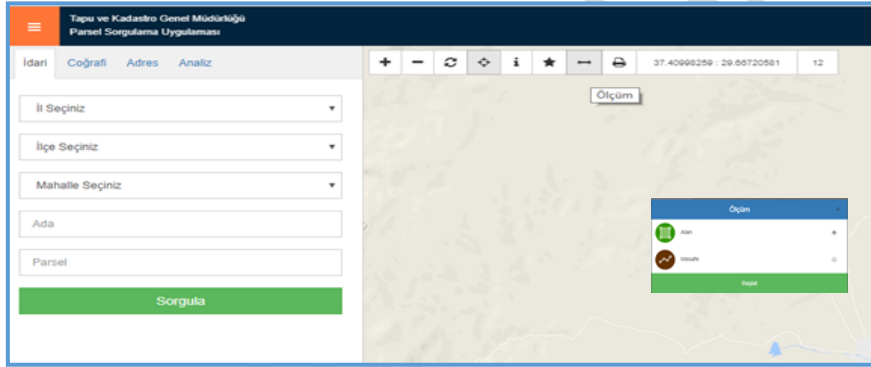 Tapu ve Kadastro Genel Müdürlüğü
Parsel Sorgulama Uygulaması
İdari Coğrafi Adres Analiz
37.40998259 : 29.66720581 12
Ölçüm
İl Seçiniz
İlçe Seçiniz
Mahalle Seçiniz
Ada
Parsel
Sorgula
Ölçüm
Alan
Mesafe
Başlat